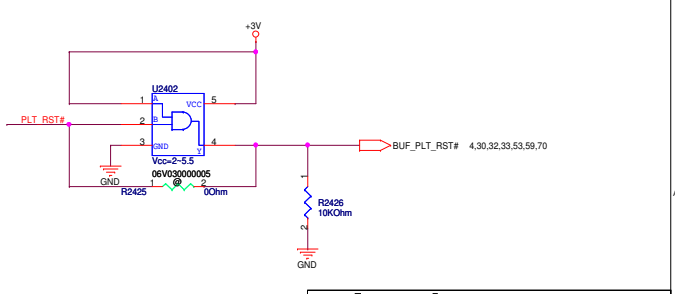 +3V
U2402
1 A VCC 5
PLT_RST# 2 B
3 GND Y 4
BUF_PLT_RST# 4,30,32,33,53,59,70
Vcc=2~5.5
06V030000005
GND 1 @ 2
R2425 0Ohm
1
R2426
10KOhm
2
GND